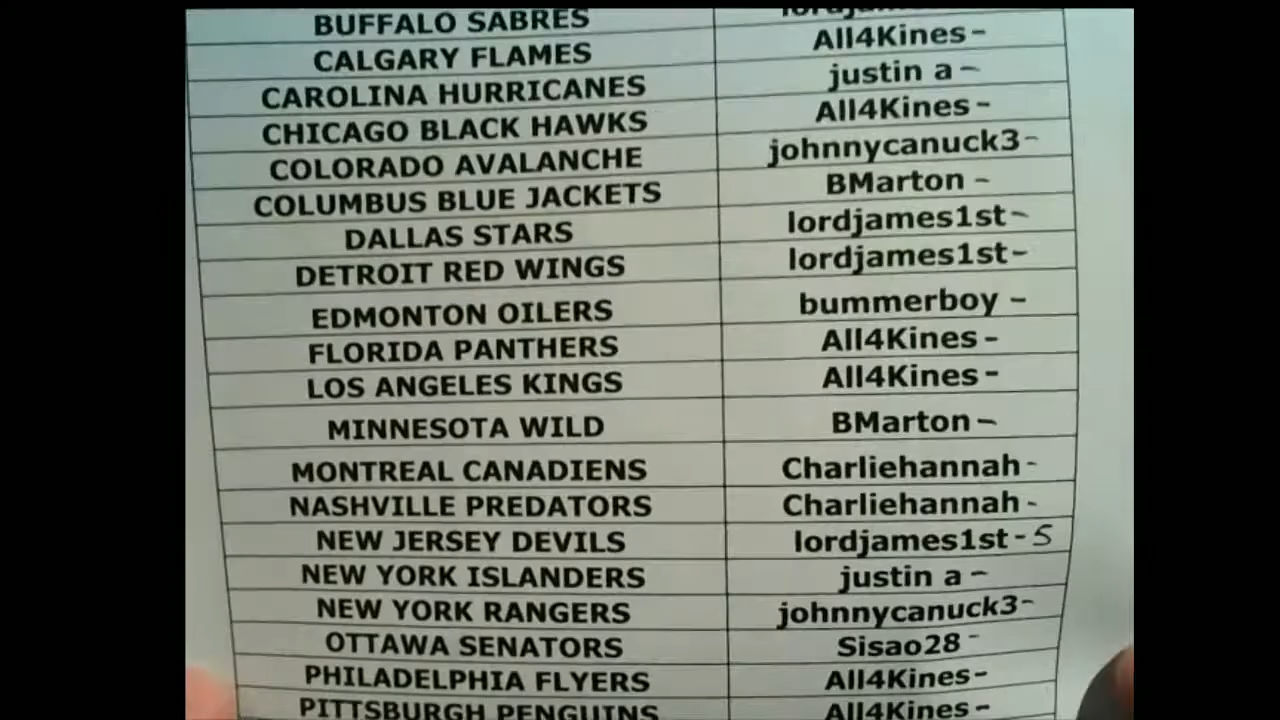 BUFFALO SABRES
CALGARY FLAMES All4Kines -
CAROLINA HURRICANES justin a -
CHICAGO BLACK HAWKS All4Kines -
COLORADO AVALANCHE johnnycanuck3 -
COLUMBUS BLUE JACKETS BMarton -
DALLAS STARS lordjames1st -
DETROIT RED WINGS lordjames1st -
EDMONTON OILERS bummerboy -
FLORIDA PANTHERS All4Kines -
LOS ANGELES KINGS All4Kines -
MINNESOTA WILD BMarton -
MONTREAL CANADIENS Charliehannah -
NASHVILLE PREDATORS Charliehannah -
NEW JERSEY DEVILS lordjames1st - 5
NEW YORK ISLANDERS justin a -
NEW YORK RANGERS johnnycanuck3 -
OTTAWA SENATORS Sisao28 -
PHILADELPHIA FLYERS All4Kines -
PITTSBURGH PENGUINS All4Kines -